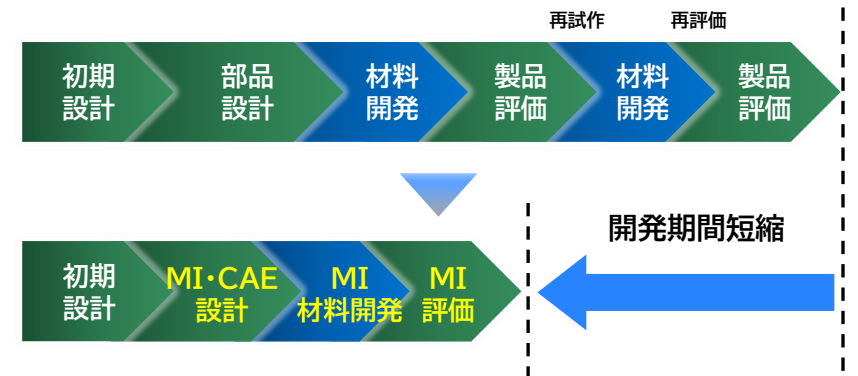 再試作
再評価
初期
設計
部品
設計
材料
開発
製品
評価
材料
開発
製品
評価
開発期間短縮
初期
設計
MI・CAE
設計
MI
材料開発
MI
評価